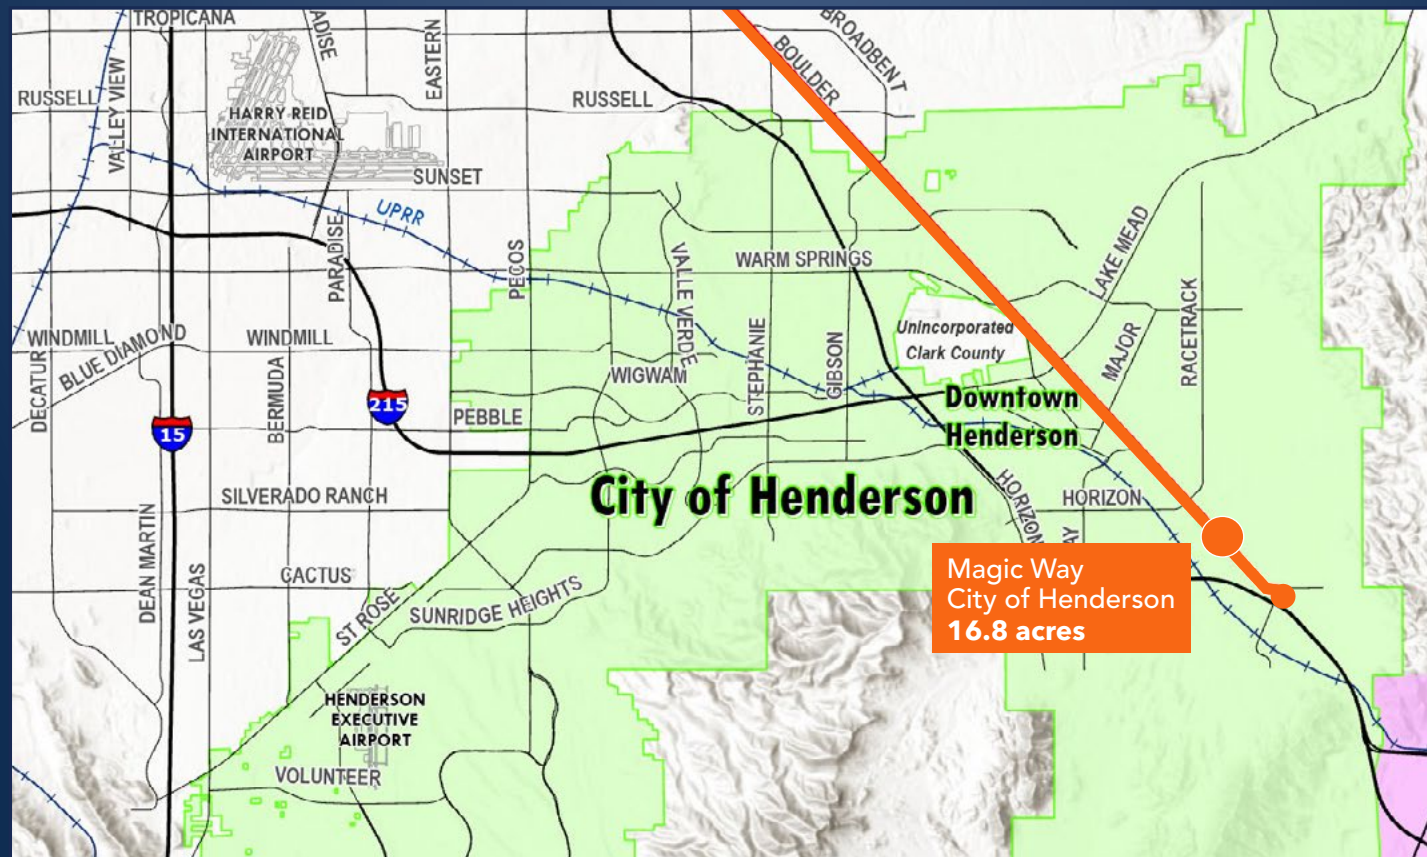 TROPICANA
ADISE
EASTERN
BROADBENT
BOULDER
RUSSELL
VALLEY VIEW
RUSSELL
HARRY REID
INTERNATIONAL
AIRPORT
SUNSET
UPRR
PARADISE
PECOS
VALLE VERDE
WARM SPRINGS
LAKE MEAD
RACETRACK
WINDMILL
BLUE DIAMOND
WINDMILL
DECATUR
BERMUDA
215
15
PEBBLE
WIGWAM
STEPHANIE
GIBSON
Unincorporated
Clark County
MAJOR
Downtown
Henderson
City of Henderson
SILVERADO RANCH
HORIZON
HORIZON
AY
DEAN MARTIN
LAS VEGAS
CACTUS
ST ROSE
SUNRIDGE HEIGHTS
Magic Way
City of Henderson
16.8 acres
HENDERSON
EXECUTIVE
AIRPORT
VOLUNTEER